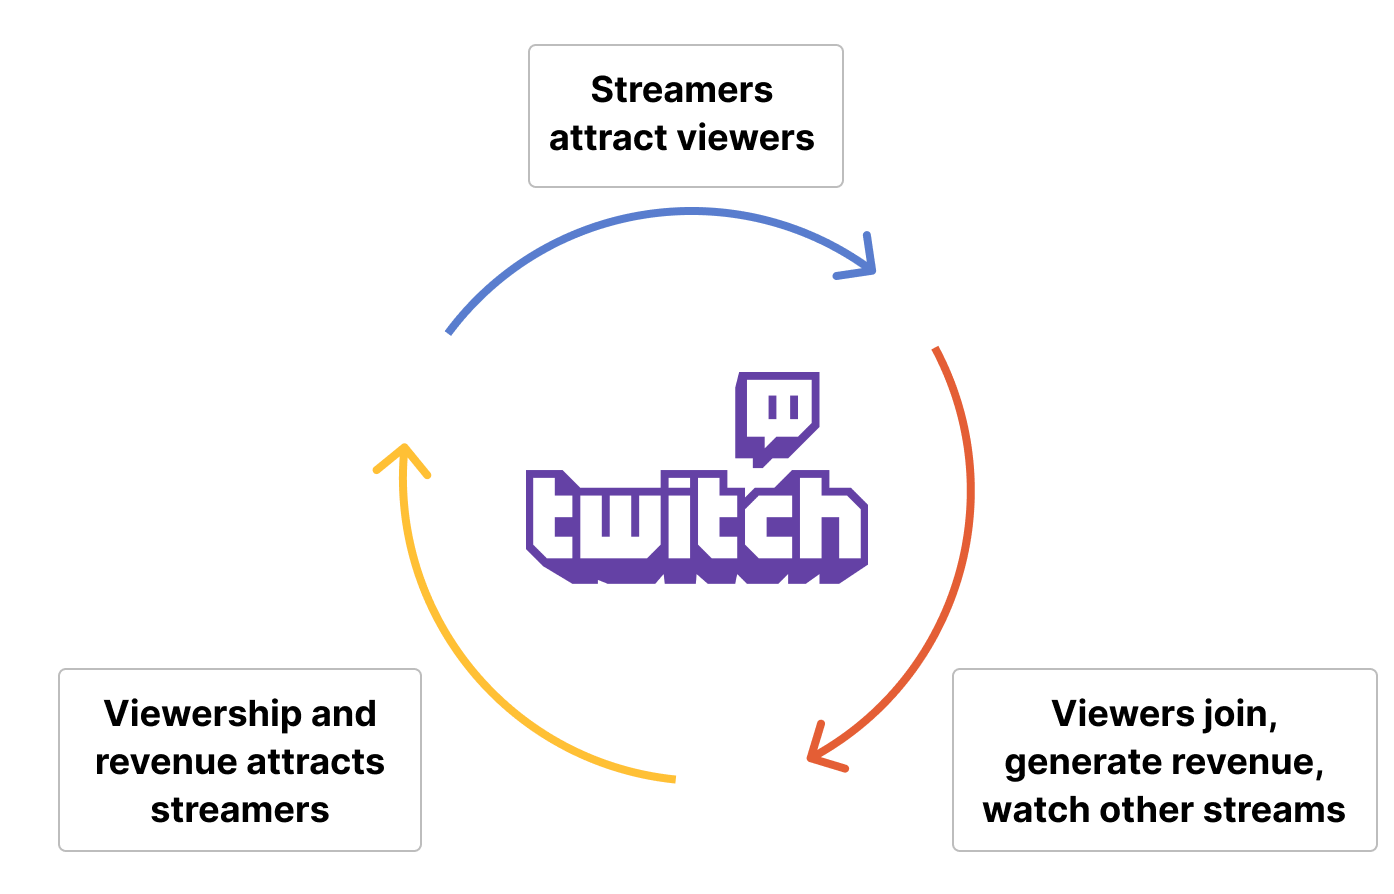 Streamers
attract viewers
twitch
Viewership and
revenue attracts
streamers
Viewers join,
generate revenue,
watch other streams